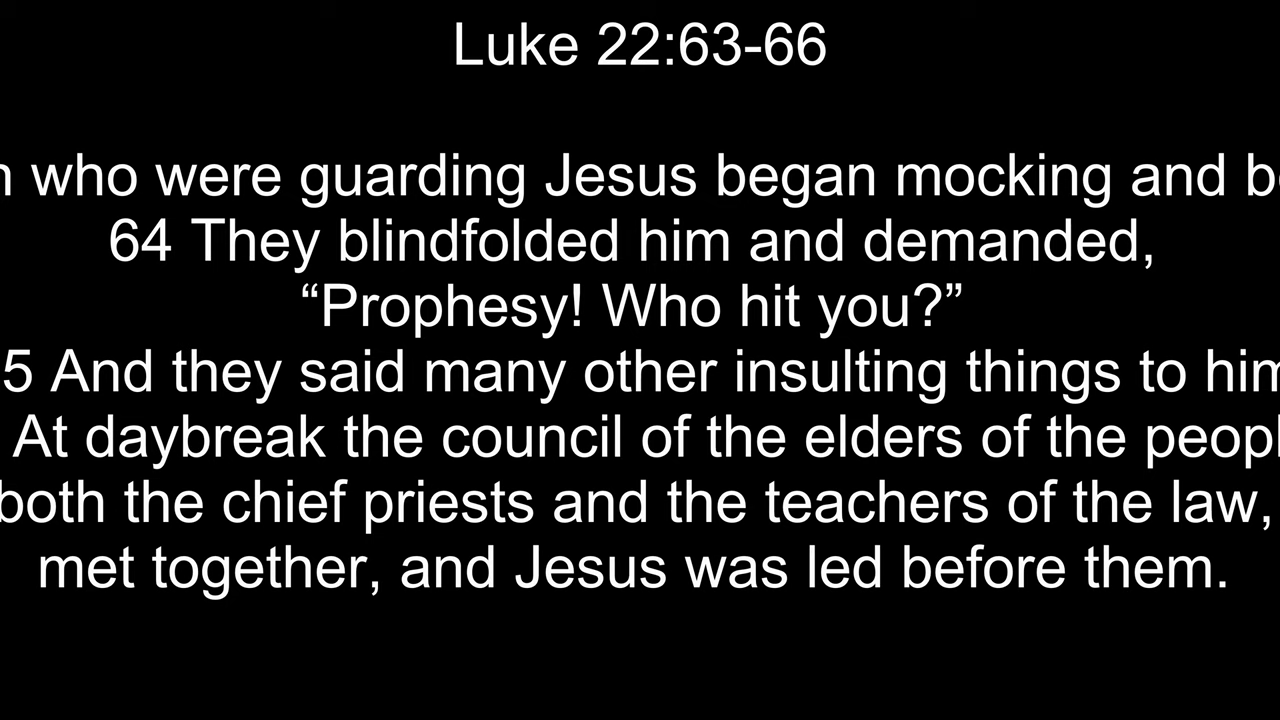 Luke 22:63-66
who were guarding Jesus began mocking and
64 They blindfolded him and demanded,
“Prophesy! Who hit you?”
5 And they said many other insulting things to him
At daybreak the council of the elders of the peopl
both the chief priests and the teachers of the law,
met together, and Jesus was led before them.